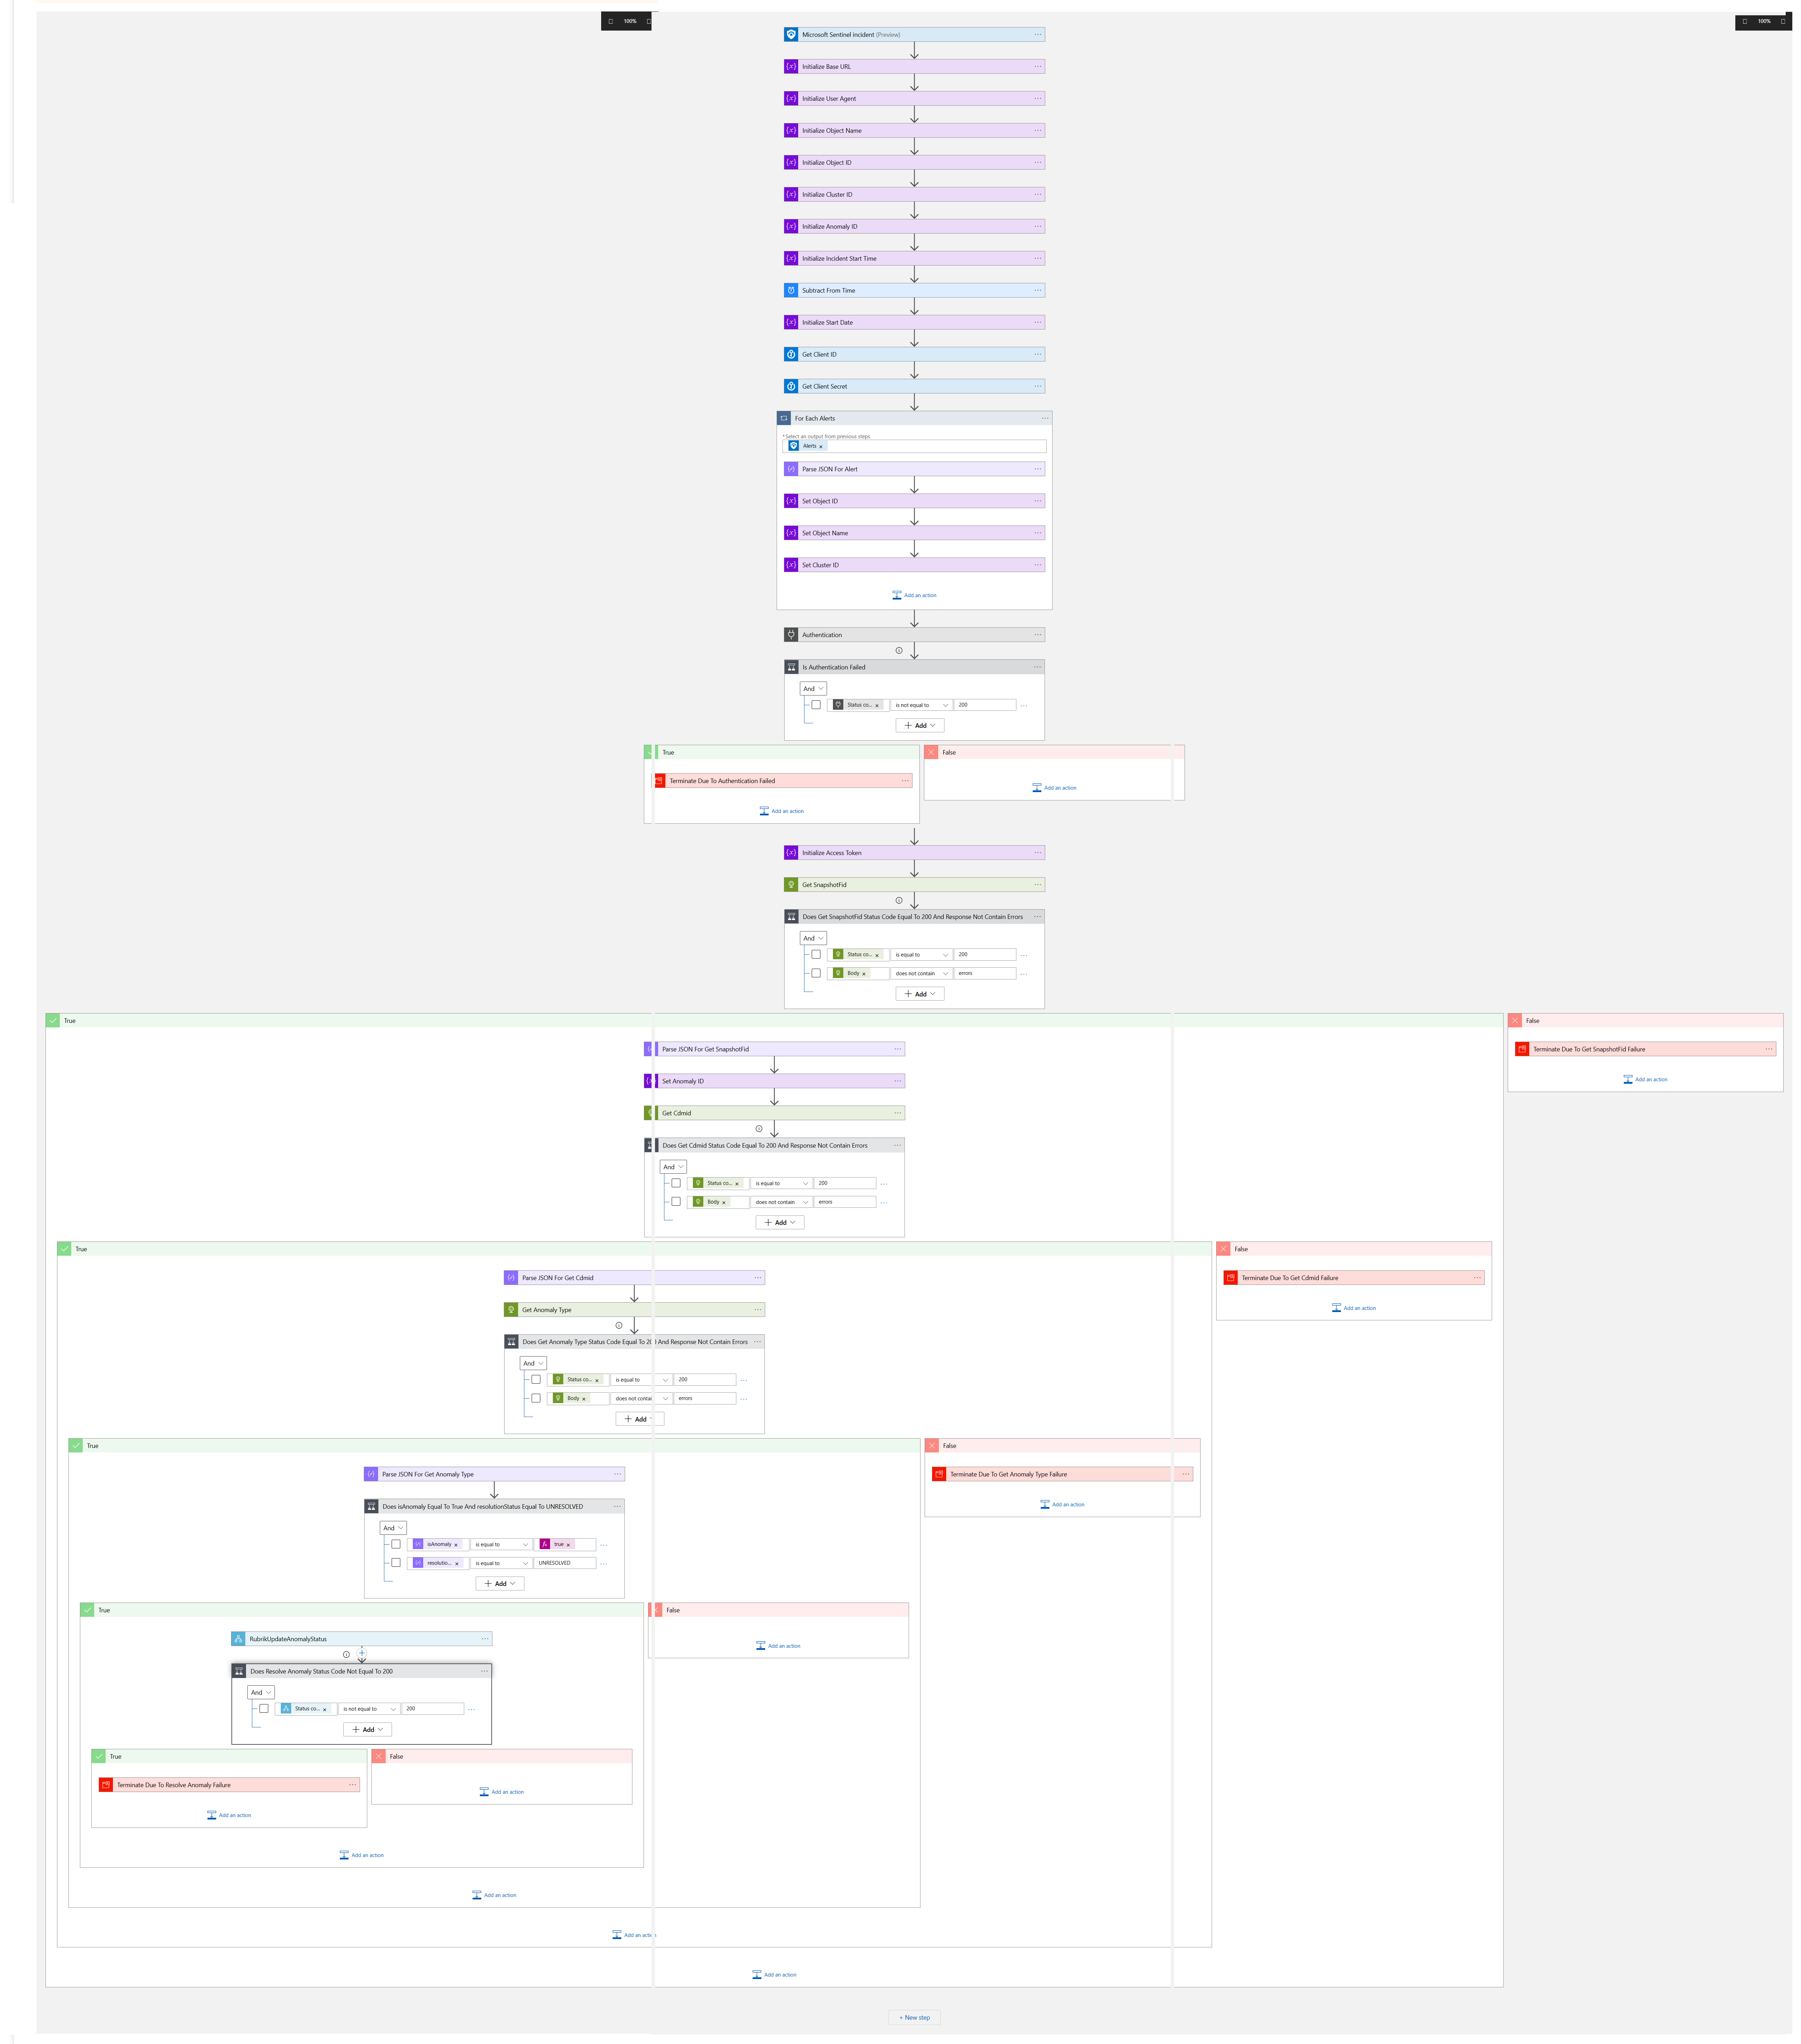 100%
100%
Microsoft Sentinel incident (Preview)
Initialize Base URL
Initialize User Agent
Initialize Object Name
Initialize Object ID
Initialize Cluster ID
Initialize Anomaly ID
Initialize Incident Start Time
Subtract From Time
Initialize Start Date
Get Client ID
Get Client Secret
For Each Alerts
* Select an output from previous steps
Alerts ×
Parse JSON For Alert
Set Object ID
Set Object Name
Set Cluster ID
Add an action
Authentication
Is Authentication Failed
And
Status co... × is not equal to 200
+ Add
True
False
Terminate Due To Authentication Failed
Add an action
Add an action
Initialize Access Token
Get SnapshotFid
Does Get SnapshotFid Status Code Equal To 200 And Response Not Contain Errors
And
Status co... × is equal to 200
Body × does not contain errors
+ Add
True
False
Parse JSON For Get SnapshotFid
Terminate Due To Get SnapshotFid Failure
Add an action
Set Anomaly ID
Get Cdmid
Does Get Cdmid Status Code Equal To 200 And Response Not Contain Errors
And
Status co... × is equal to 200
Body × does not contain errors
+ Add
True
False
Parse JSON For Get Cdmid
Terminate Due To Get Cdmid Failure
Add an action
Get Anomaly Type
Does Get Anomaly Type Status Code Equal To 20 And Response Not Contain Errors
And
Status co... × is equal to 200
Body × does not contai errors
+ Add
True
False
Parse JSON For Get Anomaly Type
Terminate Due To Get Anomaly Type Failure
Add an action
Does isAnomaly Equal To True And resolutionStatus Equal To UNRESOLVED
And
isAnomaly × is equal to true ×
resolutio... × is equal to UNRESOLVED
+ Add
True
False
RubrikUpdateAnomalyStatus
Add an action
Does Resolve Anomaly Status Code Not Equal To 200
And
Status co... × is not equal to 200
+ Add
True
False
Terminate Due To Resolve Anomaly Failure
Add an action
Add an action
Add an action
Add an action
Add an action
Add an action
+ New step